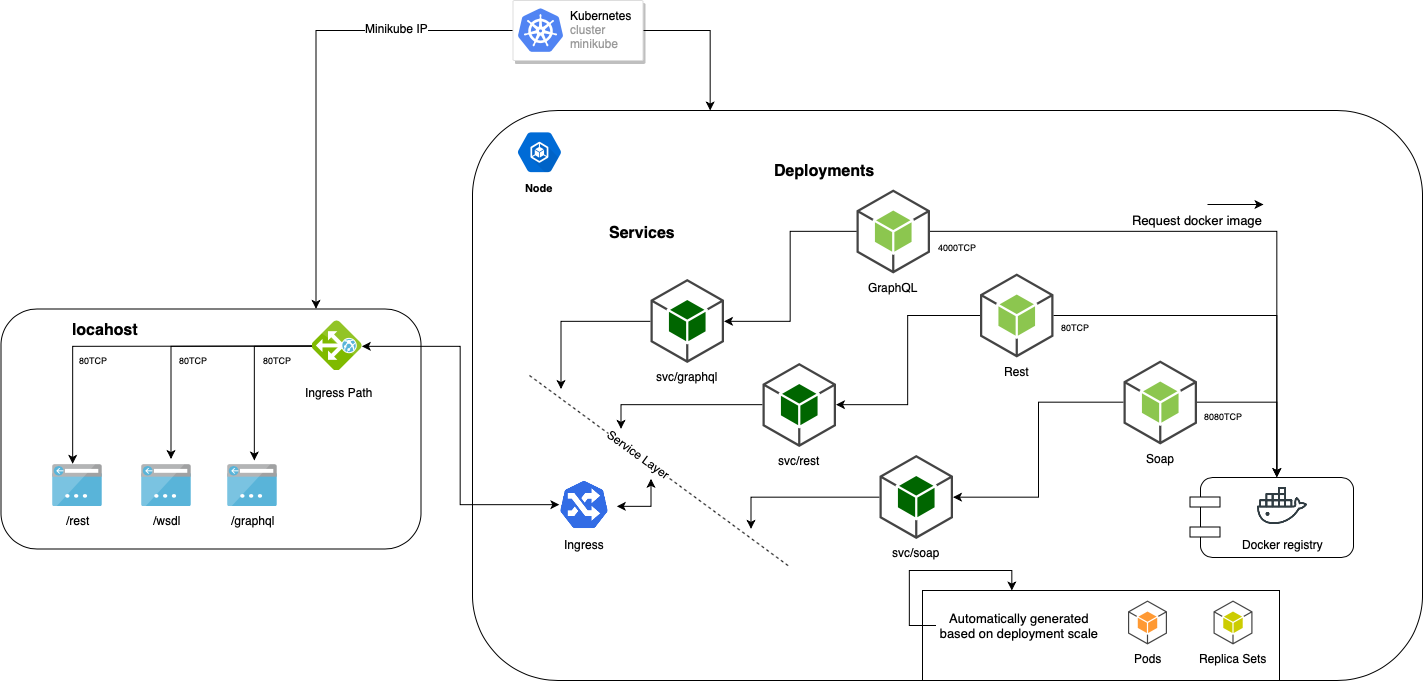 Kubernetes
cluster
minikube
Minikube IP
Node
Deployments
Request docker image
Services
4000TCP
GraphQL
svc/graphql
80TCP
Rest
svc/rest
8080TCP
Soap
svc/soap
Service Layer
Ingress
Docker registry
Automatically generated
based on deployment scale
Pods
Replica Sets
locahost
80TCP
80TCP
80TCP
Ingress Path
/rest
/wsdl
/graphql